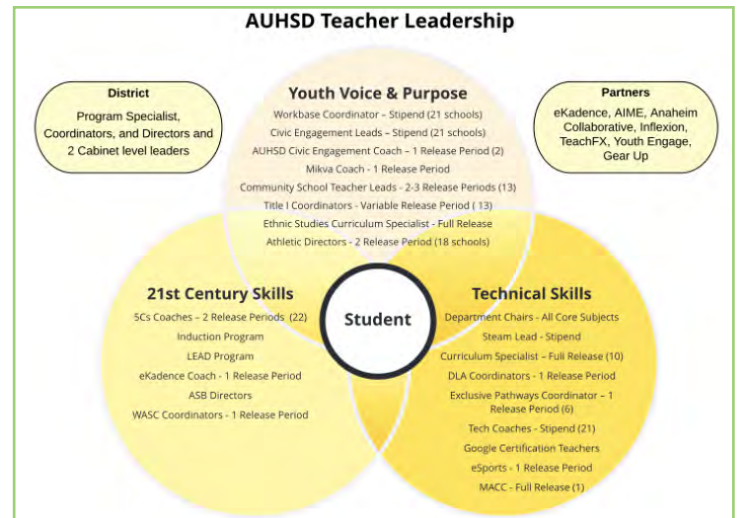 AUHSD Teacher Leadership
District
Program Specialist,
Coordinators, and Directors and
2 Cabinet level leaders
Partners
eKadence, AIME, Anaheim
Collaborative, Inflexion,
TeachFX, Youth Engage,
Gear Up
Youth Voice & Purpose
Workbase Coordinator – Stipend (21 schools)
Civic Engagement Leads – Stipend (21 schools)
AUHSD Civic Engagement Coach – 1 Release Period (2)
Mikva Coach - 1 Release Period
Community School Teacher Leads - 2-3 Release Periods (13)
Title I Coordinators - Variable Release Period ( 13)
Ethnic Studies Curriculum Specialist - Full Release
Athletic Directors - 2 Release Period (18 schools)
21st Century Skills
5Cs Coaches – 2 Release Periods (22)
Induction Program
LEAD Program
eKadence Coach - 1 Release Period
ASB Directors
WASC Coordinators - 1 Release Period
Student
Technical Skills
Department Chairs - All Core Subjects
Steam Lead - Stipend
Curriculum Specialist – Full Release (10)
DLA Coordinators - 1 Release Period
Exclusive Pathways Coordinator – 1
Release Period (6)
Tech Coaches - Stipend (21)
Google Certification Teachers
eSports - 1 Release Period
MACC - Full Release (1)